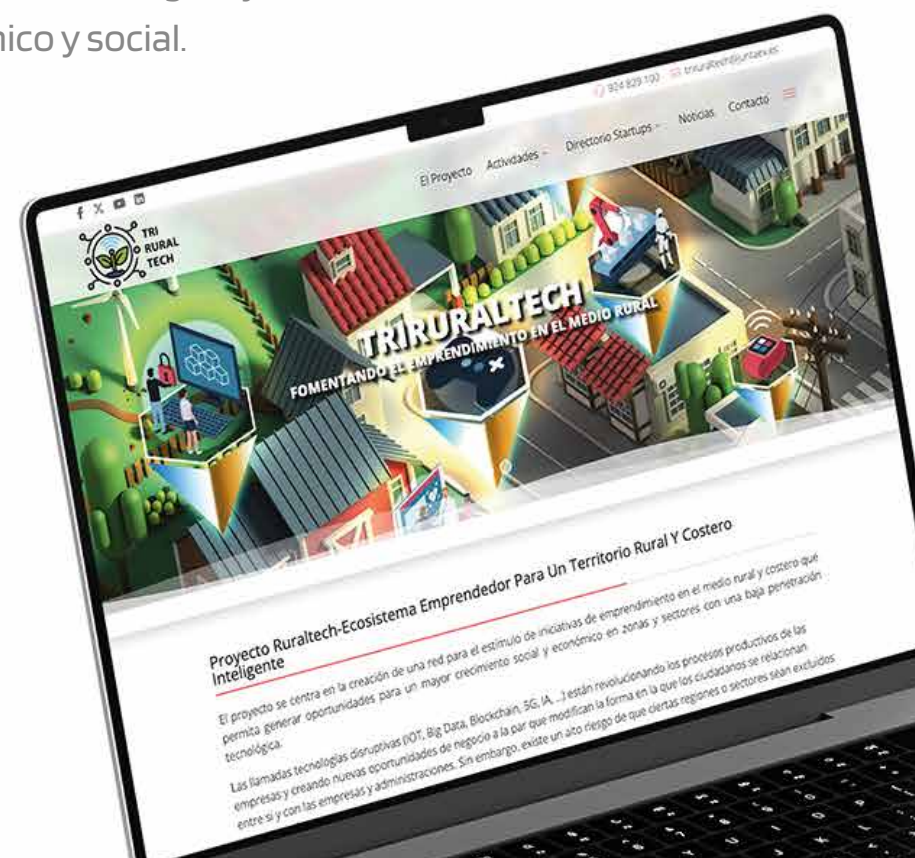 nico y social.
924 829 100 triruraltech@juntaex.es
El Proyecto Actividades Directorio Startups Noticias Contacto
TRI
RURAL
TECH
TRIRURALTECH
FOMENTANDO EL EMPRENDIMIENTO EN EL MEDIO RURAL
Proyecto Ruraltech-Ecosistema Emprendedor Para Un Territorio Rural Y Costero
Inteligente
El proyecto se centra en la creación de una red para el estímulo de iniciativas de emprendimiento en el medio rural y costero que
permita generar oportunidades para un mayor crecimiento social y económico en zonas y sectores con una baja penetración
tecnológica.
Las llamadas tecnologías disruptivas (IOT, Big Data, Blockchain, 5G, IA, ...) están revolucionando los procesos productivos de las
empresas y creando nuevas oportunidades de negocio a la par que modifican la forma en la que los ciudadanos se relacionan
entre si y con las empresas y administraciones. Sin embargo, existe un alto riesgo de que ciertas regiones o sectores sean excluidos